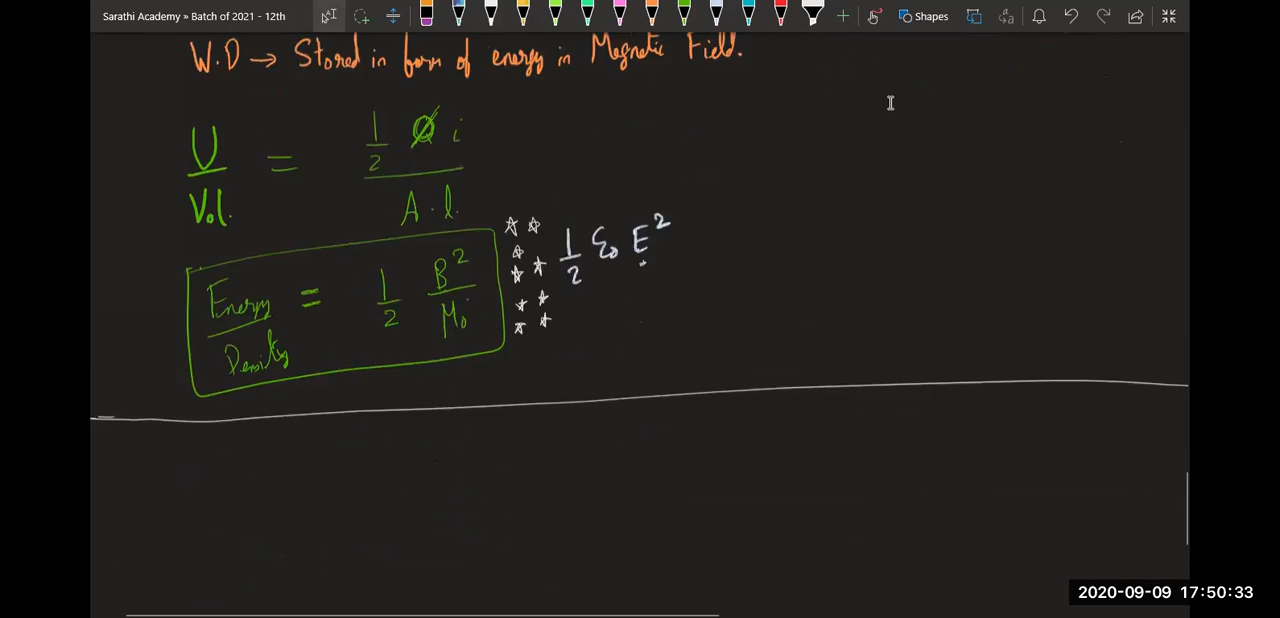 Sarathi Academy » Batch of 2021 - 12th
Shapes
W.D → Stored in form of energy in Magnetic Field.
U/Vol. = 1/2 Ø i / A·l.
Energy/Density = 1/2 B²/μ₀
1/2 ε₀ E²
2020-09-09 17:50:33